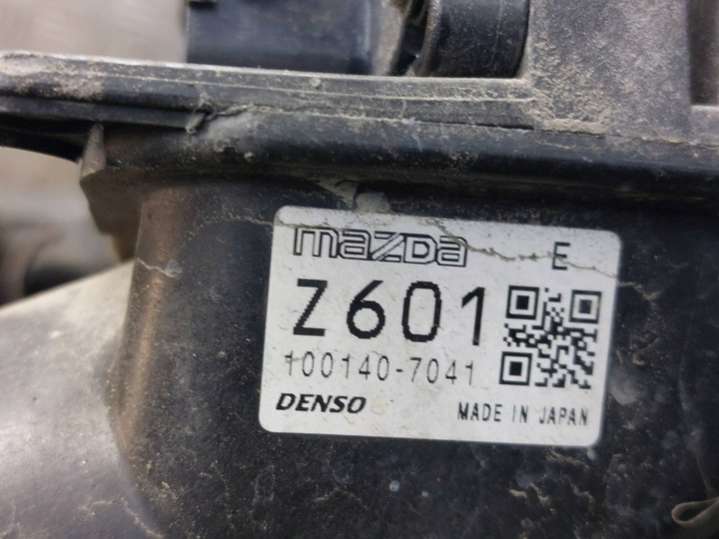 mazda E
Z601
100140-7041
DENSO MADE IN JAPAN